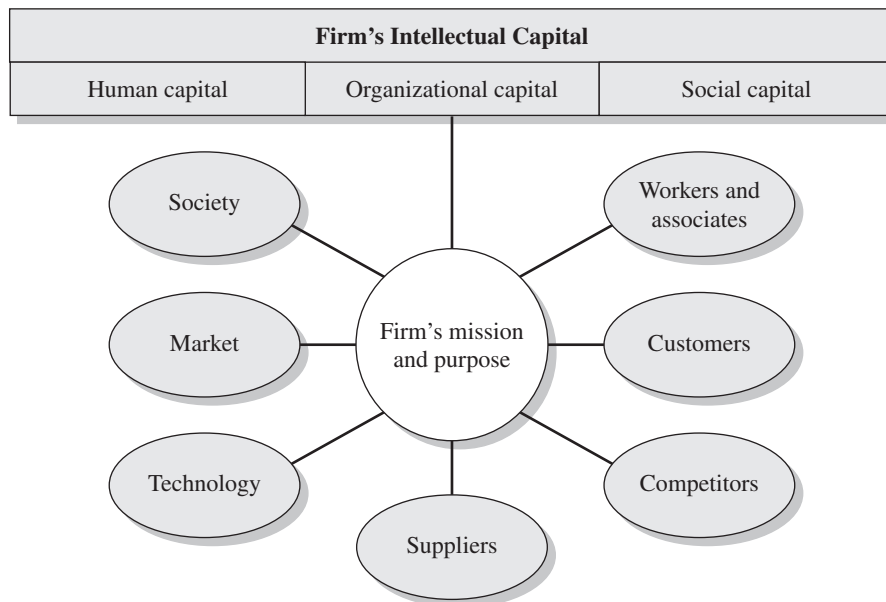 Firm's Intellectual Capital
Human capital
Organizational capital
Social capital
Society
Workers and
associates
Market
Firm's mission
and purpose
Customers
Technology
Competitors
Suppliers